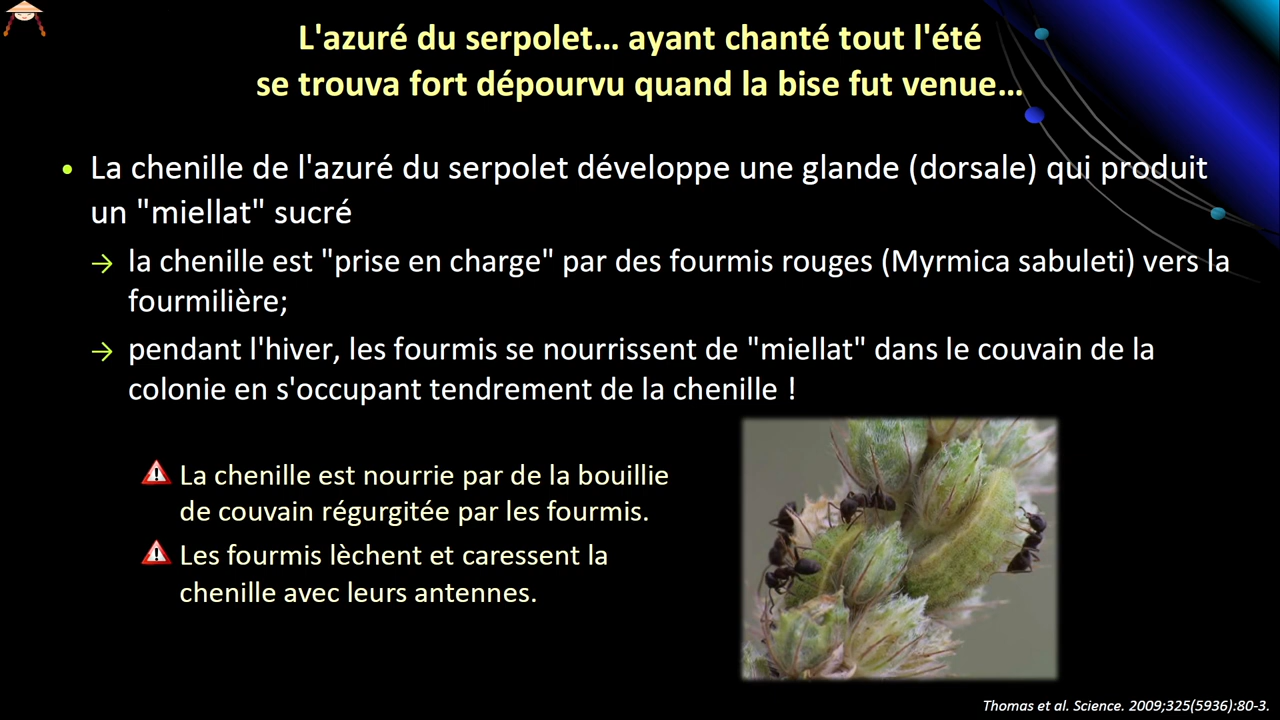 L'azuré du serpolet... ayant chanté tout l'été
se trouva fort dépourvu quand la bise fut venue...
• La chenille de l'azuré du serpolet développe une glande (dorsale) qui produit
un "miellat" sucré
→ la chenille est "prise en charge" par des fourmis rouges (Myrmica sabuleti) vers la
fourmilière;
→ pendant l'hiver, les fourmis se nourrissent de "miellat" dans le couvain de la
colonie en s'occupant tendrement de la chenille !
La chenille est nourrie par de la bouillie
de couvain régurgitée par les fourmis.
Les fourmis lèchent et caressent la
chenille avec leurs antennes.
Thomas et al. Science. 2009;325(5936):80-3.